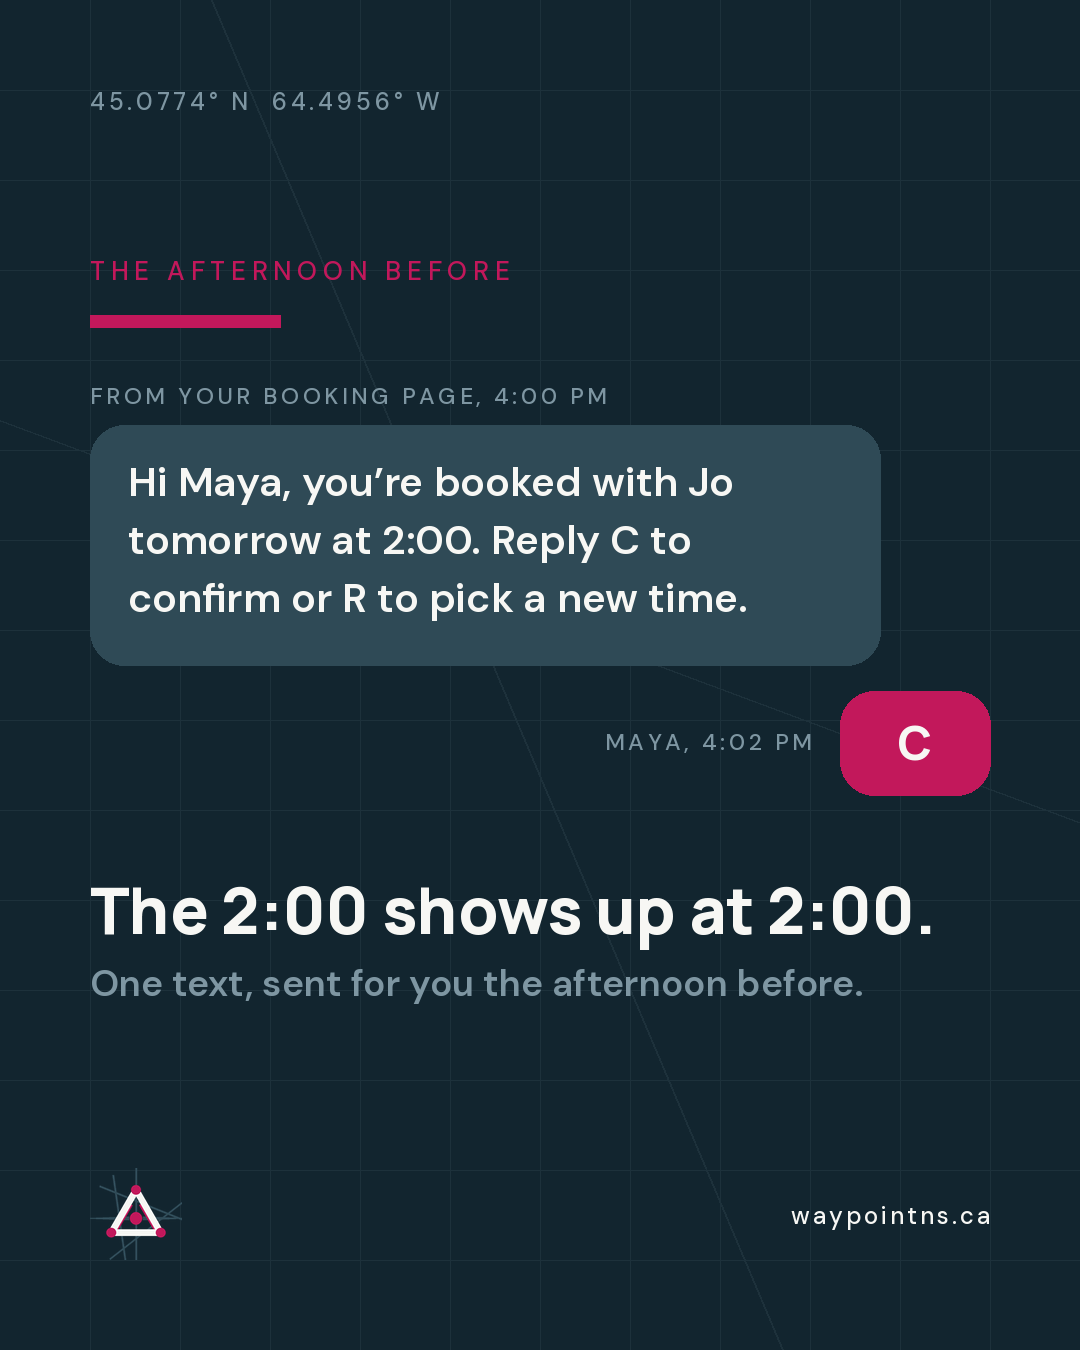 45.0774° N 64.4956° W
THE AFTERNOON BEFORE
FROM YOUR BOOKING PAGE, 4:00 PM
Hi Maya, you’re booked with Jo
tomorrow at 2:00. Reply C to
confirm or R to pick a new time.
MAYA, 4:02 PM
C
The 2:00 shows up at 2:00.
One text, sent for you the afternoon before.
waypointns.ca